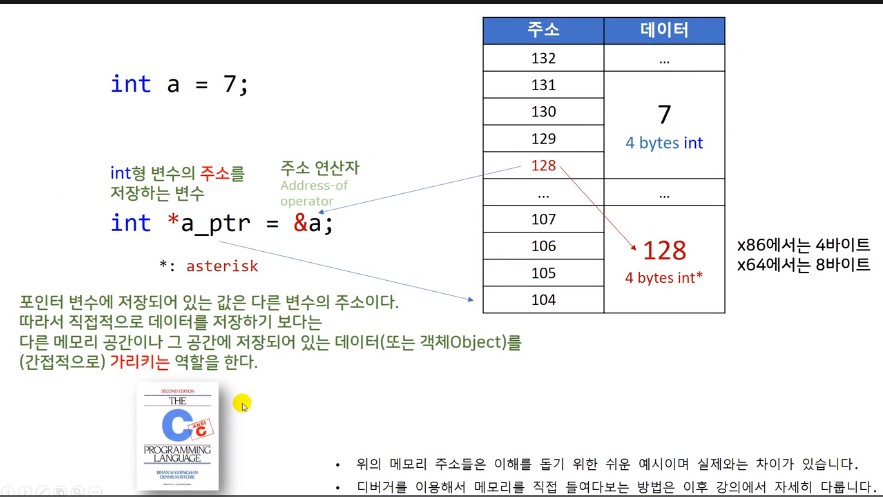 주소 데이터
132 ...
131
130
129
128
7
4 bytes int
... ...
107
106
105
104
128
4 bytes int*
x86에서는 4바이트
x64에서는 8바이트
int a = 7;
int형 변수의 주소를
저장하는 변수
주소 연산자
Address-of
operator
int *a_ptr = &a;
*: asterisk
포인터 변수에 저장되어 있는 값은 다른 변수의 주소이다.
따라서 직접적으로 데이터를 저장하기 보다는
다른 메모리 공간이나 그 공간에 저장되어 있는 데이터(또는 객체Object)를
(간접적으로) 가리키는 역할을 한다.
SECOND EDITION
THE
C
ANSI
C
PROGRAMMING
LANGUAGE
BRIAN W. KERNIGHAN
DENNIS M. RITCHIE
• 위의 메모리 주소들은 이해를 돕기 위한 쉬운 예시이며 실제와는 차이가 있습니다.
• 디버거를 이용해서 메모리를 직접 들여다보는 방법은 이후 강의에서 자세히 다룹니다.